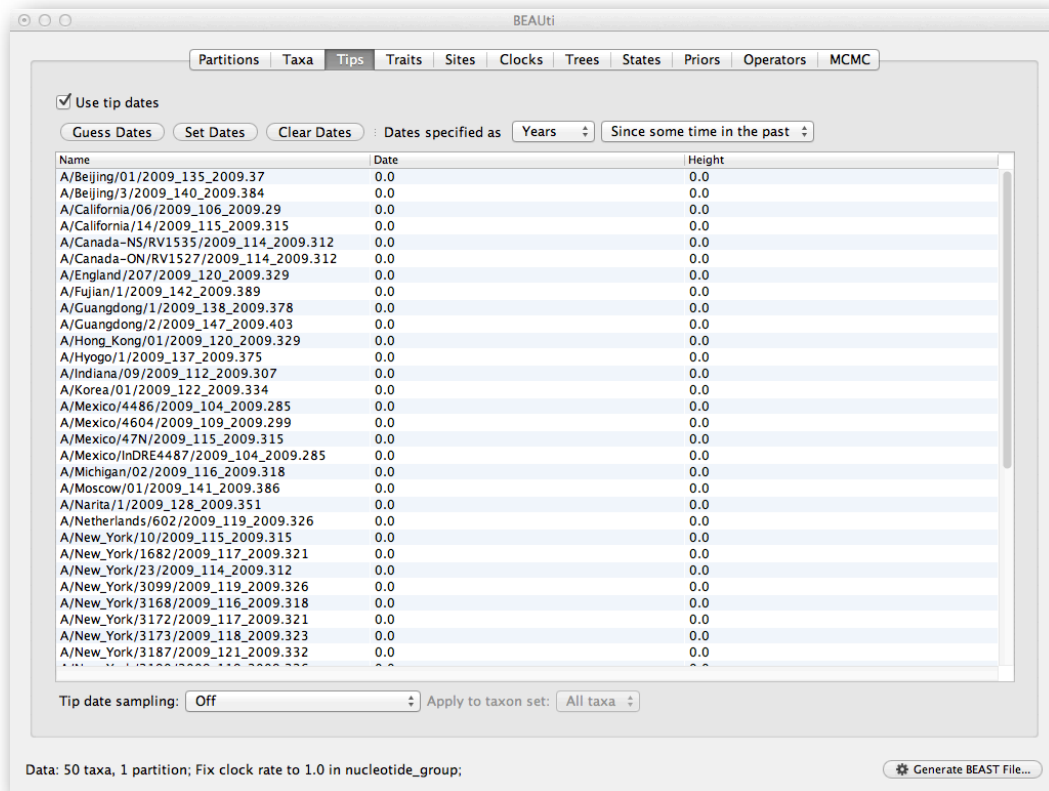 BEAUti
Partitions Taxa Tips Traits Sites Clocks Trees States Priors Operators MCMC
Use tip dates
Guess Dates Set Dates Clear Dates Dates specified as Years Since some time in the past
Name Date Height
A/Beijing/01/2009_135_2009.37 0.0 0.0
A/Beijing/3/2009_140_2009.384 0.0 0.0
A/California/06/2009_106_2009.29 0.0 0.0
A/California/14/2009_115_2009.315 0.0 0.0
A/Canada-NS/RV1535/2009_114_2009.312 0.0 0.0
A/Canada-ON/RV1527/2009_114_2009.312 0.0 0.0
A/England/207/2009_120_2009.329 0.0 0.0
A/Fujian/1/2009_142_2009.389 0.0 0.0
A/Guangdong/1/2009_138_2009.378 0.0 0.0
A/Guangdong/2/2009_147_2009.403 0.0 0.0
A/Hong_Kong/01/2009_120_2009.329 0.0 0.0
A/Hyogo/1/2009_137_2009.375 0.0 0.0
A/Indiana/09/2009_112_2009.307 0.0 0.0
A/Korea/01/2009_122_2009.334 0.0 0.0
A/Mexico/4486/2009_104_2009.285 0.0 0.0
A/Mexico/4604/2009_109_2009.299 0.0 0.0
A/Mexico/47N/2009_115_2009.315 0.0 0.0
A/Mexico/InDRE4487/2009_104_2009.285 0.0 0.0
A/Michigan/02/2009_116_2009.318 0.0 0.0
A/Moscow/01/2009_141_2009.386 0.0 0.0
A/Narita/1/2009_128_2009.351 0.0 0.0
A/Netherlands/602/2009_119_2009.326 0.0 0.0
A/New_York/10/2009_115_2009.315 0.0 0.0
A/New_York/1682/2009_117_2009.321 0.0 0.0
A/New_York/23/2009_114_2009.312 0.0 0.0
A/New_York/3099/2009_119_2009.326 0.0 0.0
A/New_York/3168/2009_116_2009.318 0.0 0.0
A/New_York/3172/2009_117_2009.321 0.0 0.0
A/New_York/3173/2009_118_2009.323 0.0 0.0
A/New_York/3187/2009_121_2009.332 0.0 0.0
Tip date sampling: Off Apply to taxon set: All taxa
Data: 50 taxa, 1 partition; Fix clock rate to 1.0 in nucleotide_group;
Generate BEAST File...